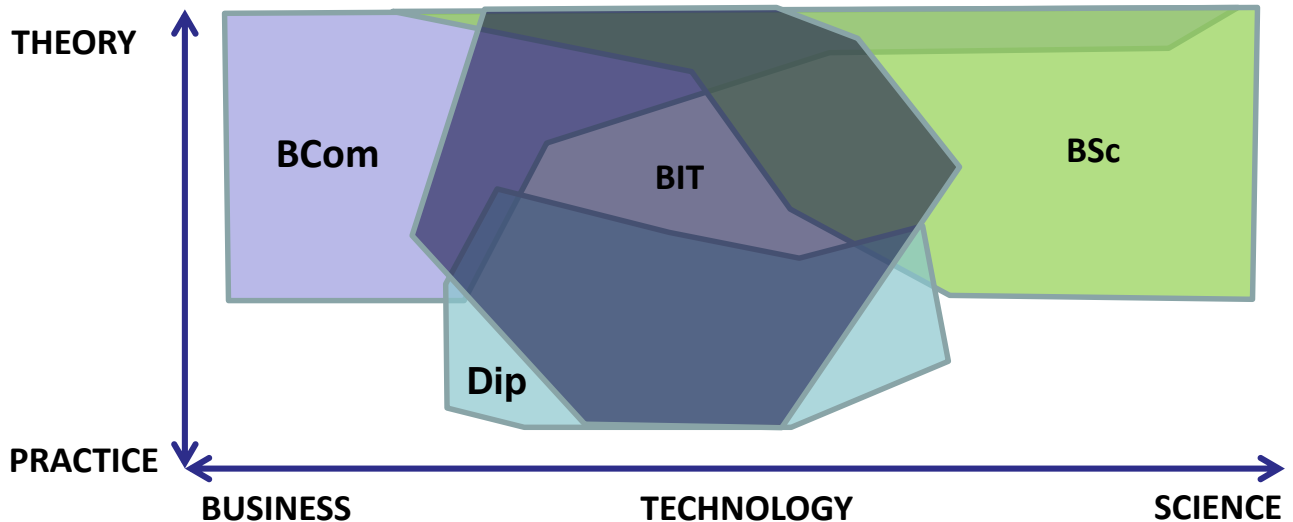 THEORY
BCom
BIT
BSc
Dip
PRACTICE
BUSINESS
TECHNOLOGY
SCIENCE